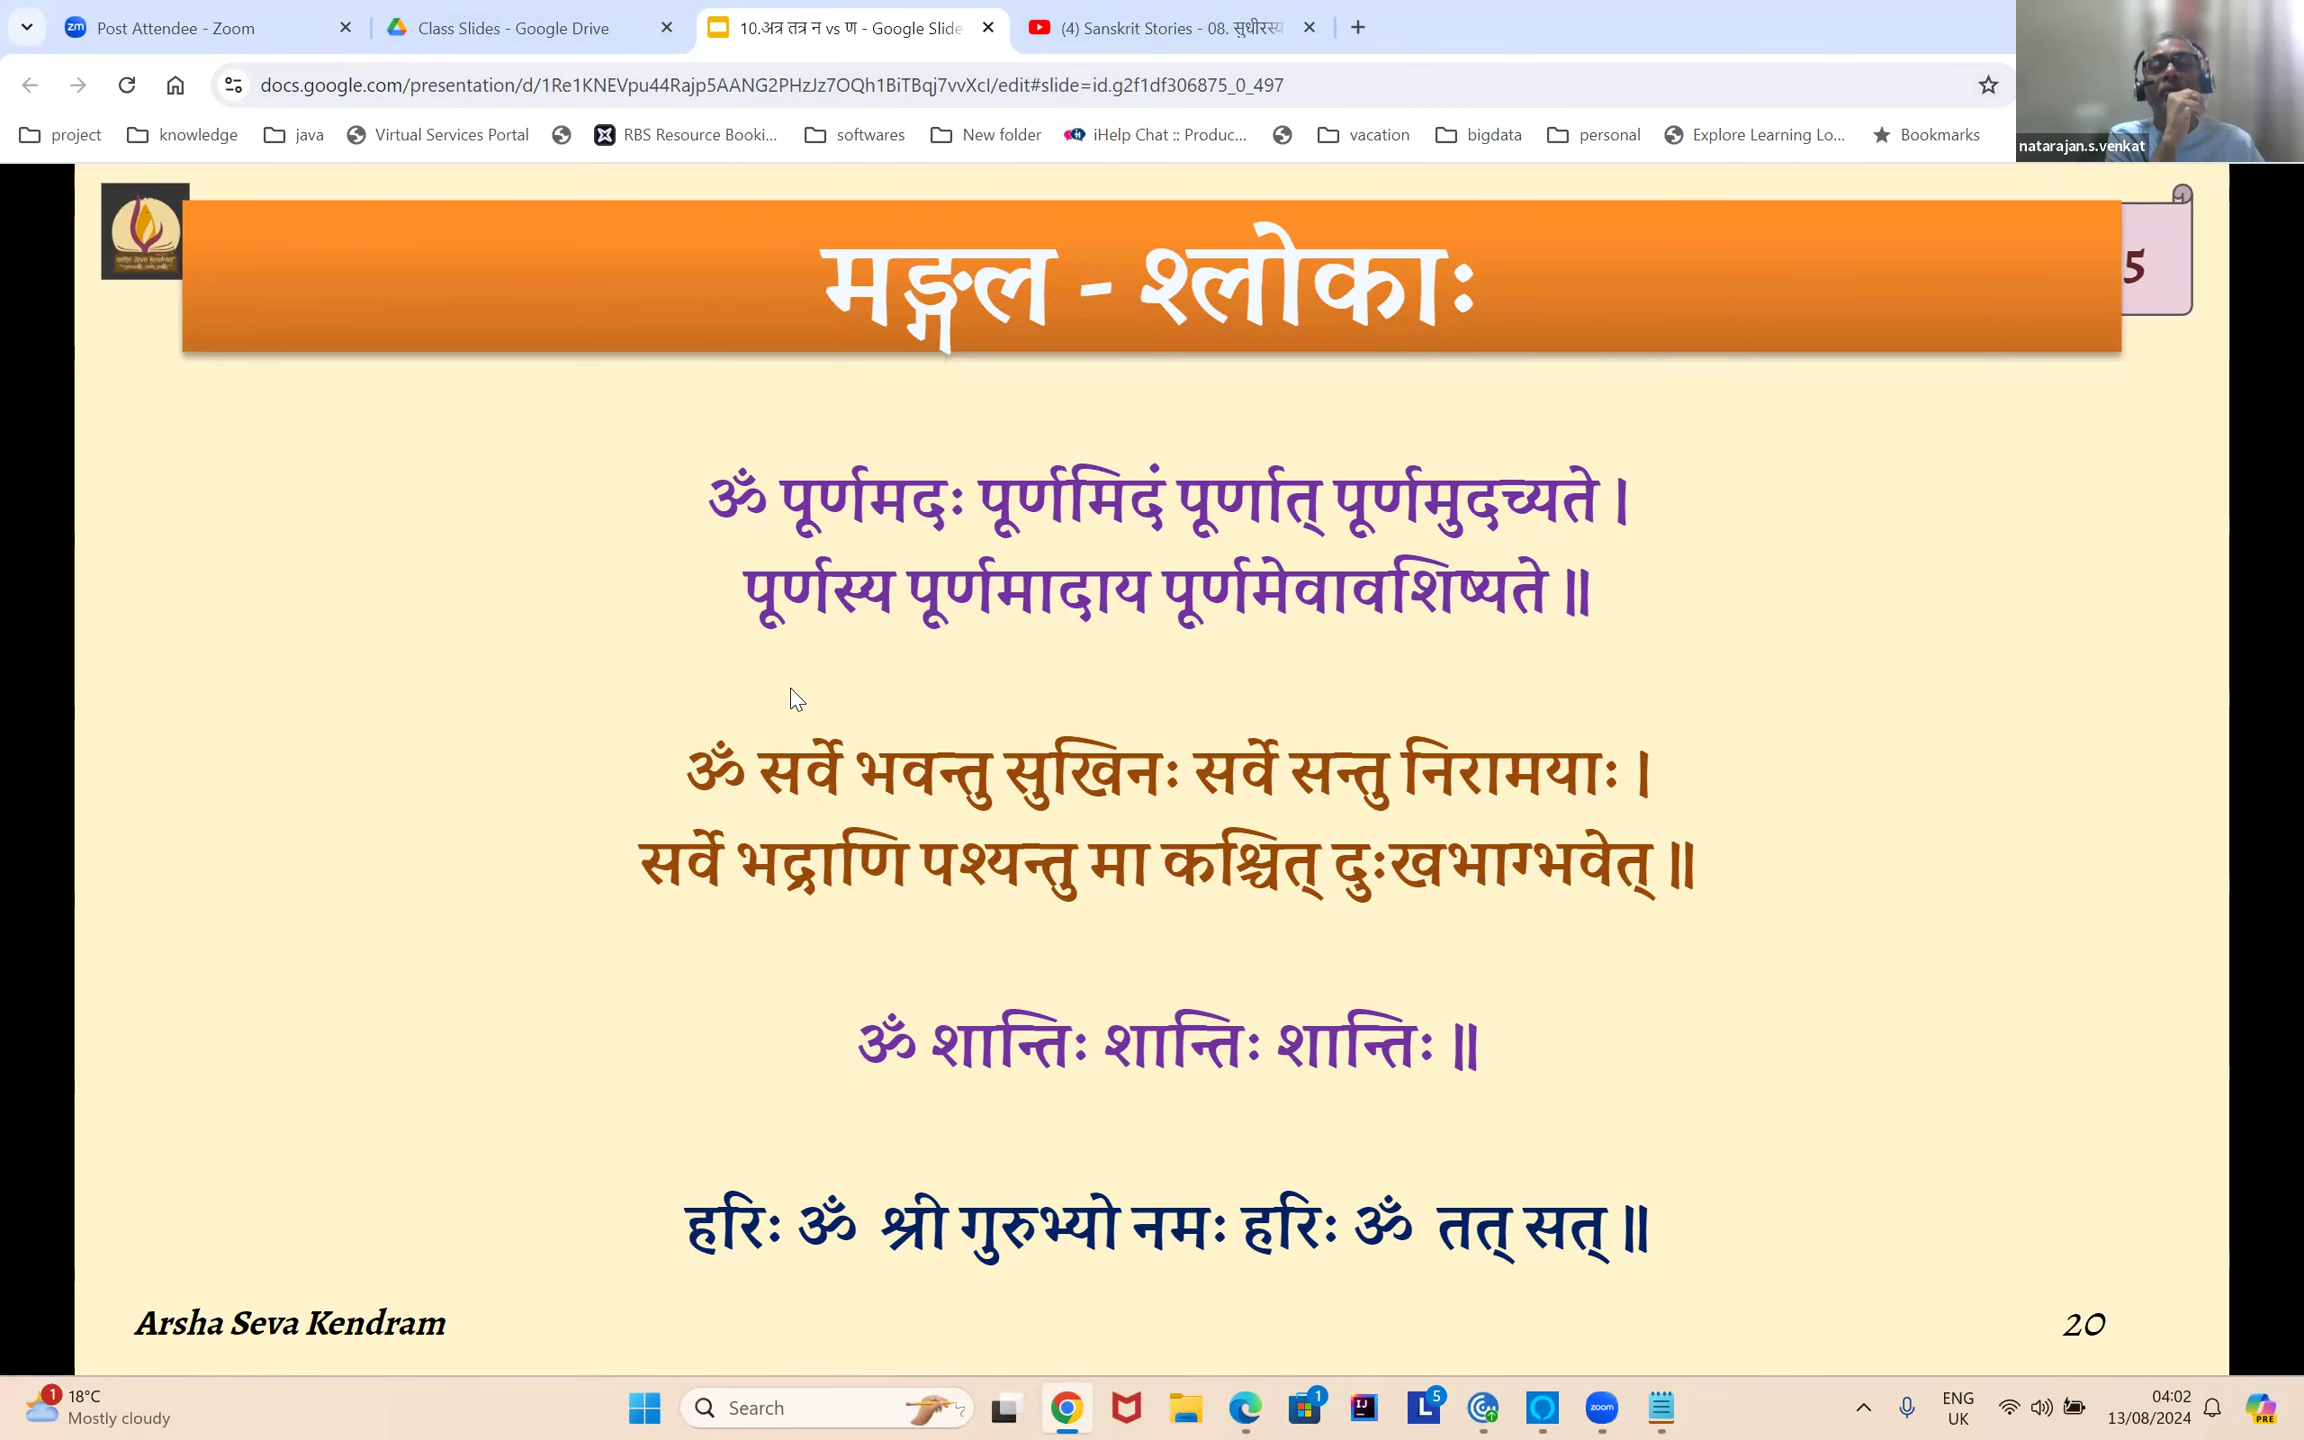 Post Attendee - Zoom
Class Slides - Google Drive
10.अत्र तत्र न vs ण - Google Slide
(4) Sanskrit Stories - 08. सुधीरस्य
docs.google.com/presentation/d/1Re1KNEVpu44Rajp5AANG2PHzJz7OQh1BiTBqj7vvXcI/edit#slide=id.g2f1df306875_0_497
project knowledge java Virtual Services Portal RBS Resource Booki... softwares New folder iHelp Chat :: Produc... vacation bigdata personal Explore Learning Lo... Bookmarks
natarajan.s.venkat
मङ्गल - श्लोकाः
5
ॐ पूर्णमदः पूर्णमिदं पूर्णात् पूर्णमुदच्यते।
पूर्णस्य पूर्णमादाय पूर्णमेवावशिष्यते॥
ॐ सर्वे भवन्तु सुखिनः सर्वे सन्तु निरामयाः।
सर्वे भद्राणि पश्यन्तु मा कश्चित् दुःखभाग्भवेत्॥
ॐ शान्तिः शान्तिः शान्तिः॥
हरिः ॐ श्री गुरुभ्यो नमः हरिः ॐ तत् सत्॥
Arsha Seva Kendram
20
1 18°C
Mostly cloudy
Search
1
5
zoom
ENG
UK
04:02
13/08/2024
PRE